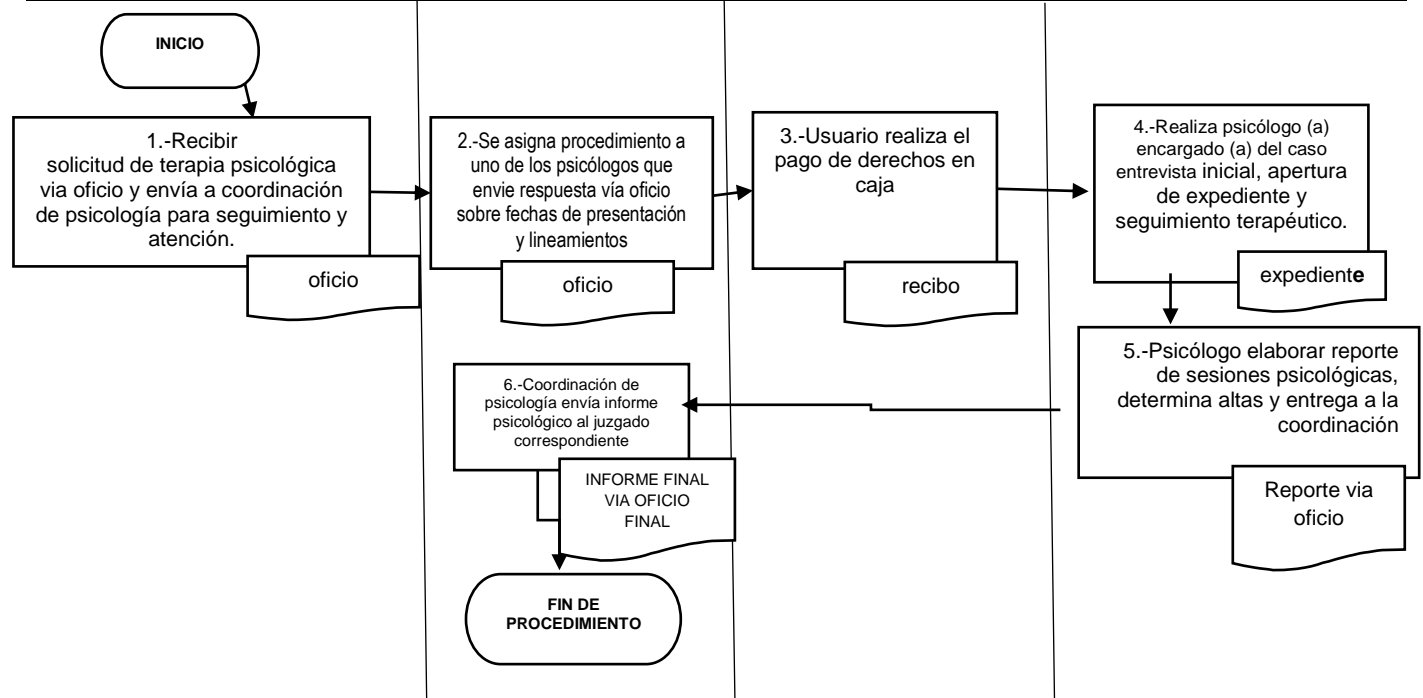 INICIO
1.-Recibir
solicitud de terapia psicológica
via oficio y envía a coordinación
de psicología para seguimiento y
atención.
oficio
2.-Se asigna procedimiento a
uno de los psicólogos que
envie respuesta vía oficio
sobre fechas de presentación
y lineamientos
oficio
3.-Usuario realiza el
pago de derechos en
caja
recibo
4.-Realiza psicólogo (a)
encargado (a) del caso
entrevista inicial, apertura
de expediente y
seguimiento terapéutico.
expediente
5.-Psicólogo elaborar reporte
de sesiones psicológicas,
determina altas y entrega a la
coordinación
Reporte via
oficio
6.-Coordinación de
psicología envía informe
psicológico al juzgado
correspondiente
INFORME FINAL
VIA OFICIO
FINAL
FIN DE
PROCEDIMIENTO